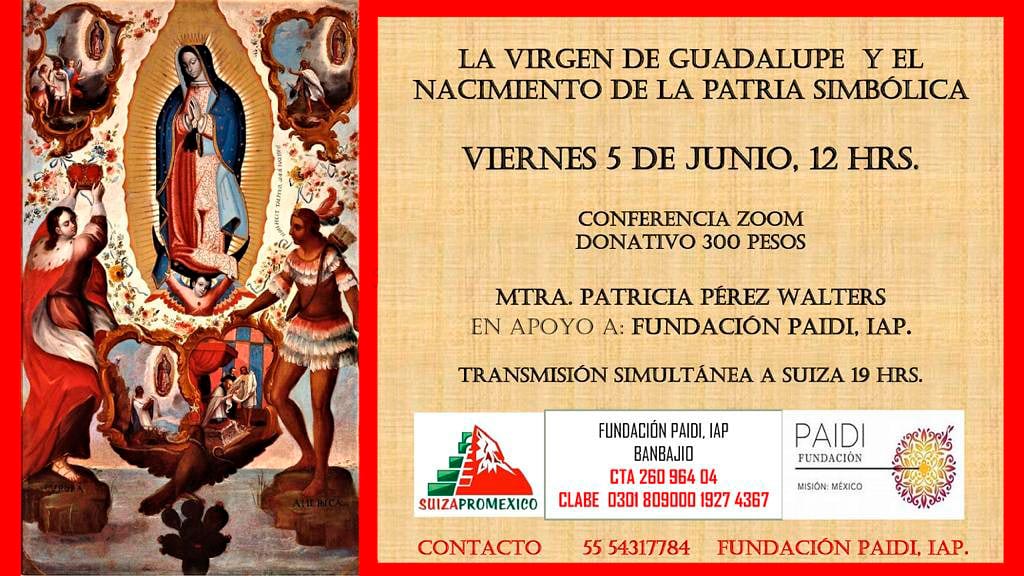 LA VIRGEN DE GUADALUPE Y EL
NACIMIENTO DE LA PATRIA SIMBÓLICA
VIERNES 5 DE JUNIO, 12 HRS.
CONFERENCIA ZOOM
DONATIVO 300 PESOS
MTRA. PATRICIA PÉREZ WALTERS
EN APOYO A: FUNDACIÓN PAIDI, IAP.
TRANSMISIÓN SIMULTÁNEA A SUIZA 19 HRS.
SUIZAPROMEXICO
FUNDACIÓN PAIDI, IAP
BANBAJIO
CTA 260 964 04
CLABE 0301 809000 1927 4367
PAIDI
FUNDACIÓN
MISIÓN: MÉXICO
CONTACTO 55 54317784 FUNDACIÓN PAIDI, IAP.